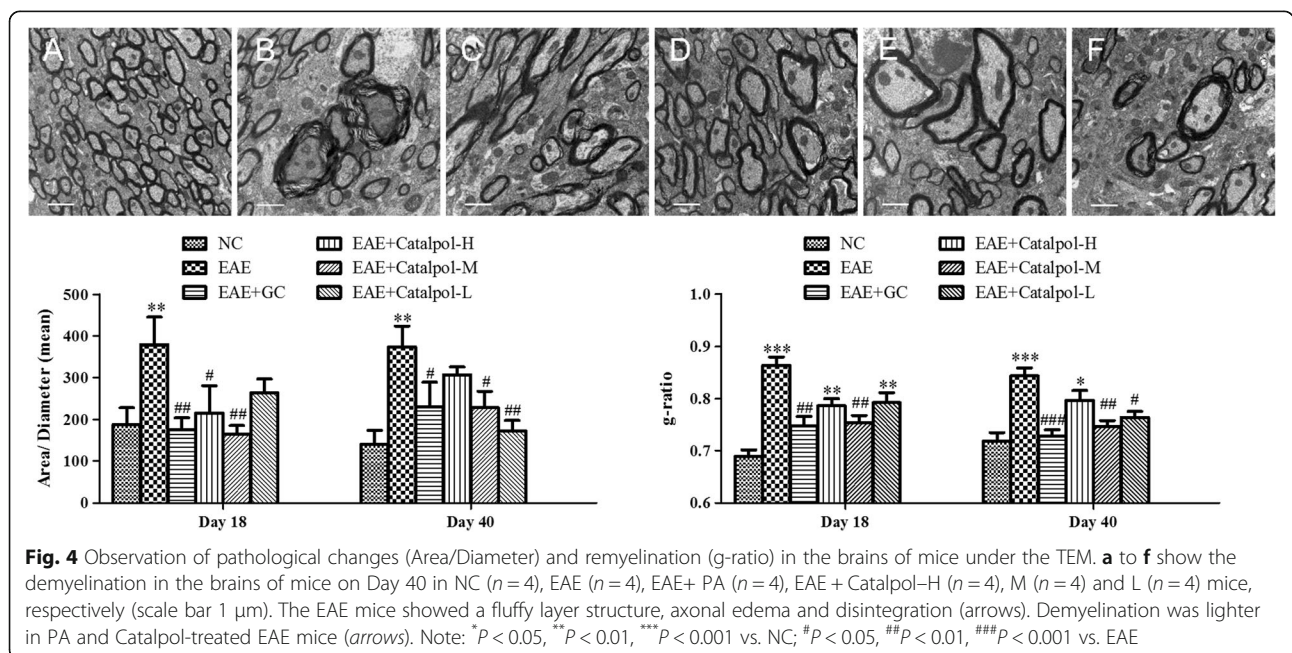 A B C D E F
NC EAE+Catalpol-H
EAE EAE+Catalpol-M
EAE+GC EAE+Catalpol-L
Area/ Diameter (mean)
500
400
300
200
100
0
**
##
#
##
**
#
#
##
Day 18 Day 40
NC EAE+Catalpol-H
EAE EAE+Catalpol-M
EAE+GC EAE+Catalpol-L
g-ratio
1.0
0.9
0.8
0.7
0.6
***
##
**
##
**
***
###
*
##
#
Day 18 Day 40
Fig. 4 Observation of pathological changes (Area/Diameter) and remyelination (g-ratio) in the brains of mice under the TEM. a to f show the
demyelination in the brains of mice on Day 40 in NC (n = 4), EAE (n = 4), EAE+ PA (n = 4), EAE + Catalpol–H (n = 4), M (n = 4) and L (n = 4) mice,
respectively (scale bar 1 μm). The EAE mice showed a fluffy layer structure, axonal edema and disintegration (arrows). Demyelination was lighter
in PA and Catalpol-treated EAE mice (arrows). Note: *P < 0.05, **P < 0.01, ***P < 0.001 vs. NC; #P < 0.05, ##P < 0.01, ###P < 0.001 vs. EAE